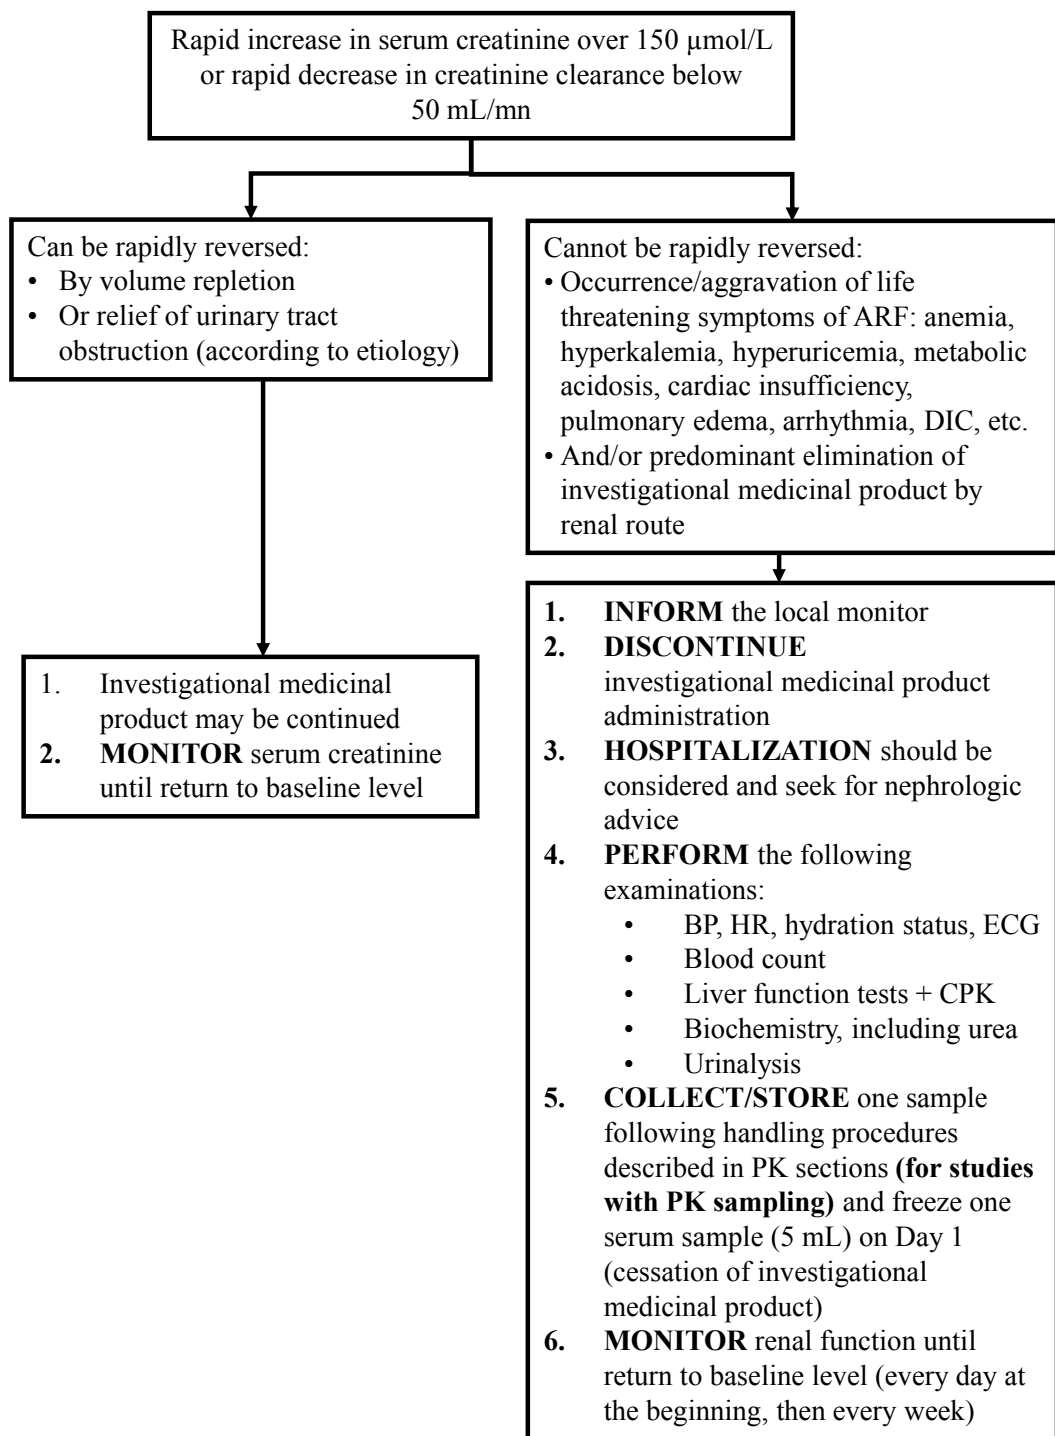 Rapid increase in serum creatinine over 150 µmol/L
or rapid decrease in creatinine clearance below
50 mL/mn
Can be rapidly reversed:
• By volume repletion
• Or relief of urinary tract
obstruction (according to etiology)
Cannot be rapidly reversed:
• Occurrence/aggravation of life
threatening symptoms of ARF: anemia,
hyperkalemia, hyperuricemia, metabolic
acidosis, cardiac insufficiency,
pulmonary edema, arrhythmia, DIC, etc.
• And/or predominant elimination of
investigational medicinal product by
renal route
1. Investigational medicinal
product may be continued
2. MONITOR serum creatinine
until return to baseline level
1. INFORM the local monitor
2. DISCONTINUE
investigational medicinal product
administration
3. HOSPITALIZATION should be
considered and seek for nephrologic
advice
4. PERFORM the following
examinations:
• BP, HR, hydration status, ECG
• Blood count
• Liver function tests + CPK
• Biochemistry, including urea
• Urinalysis
5. COLLECT/STORE one sample
following handling procedures
described in PK sections (for studies
with PK sampling) and freeze one
serum sample (5 mL) on Day 1
(cessation of investigational
medicinal product)
6. MONITOR renal function until
return to baseline level (every day at
the beginning, then every week)